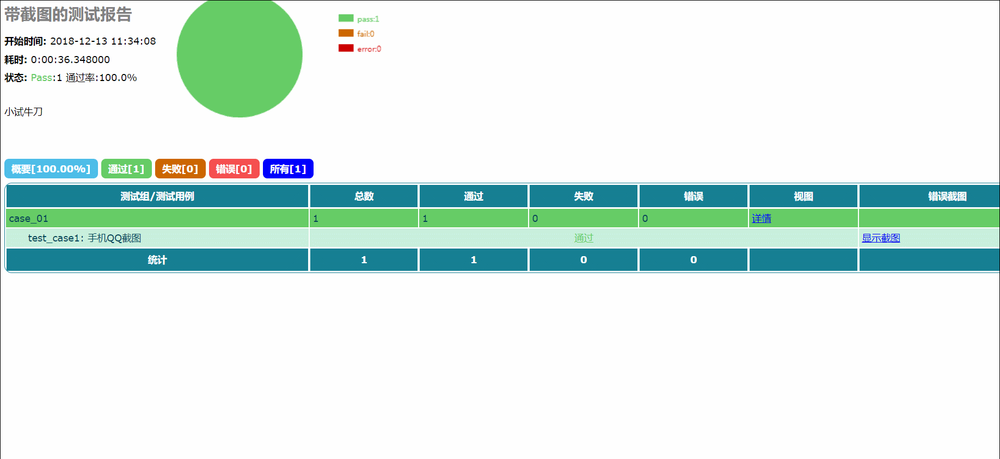 带截图的测试报告
开始时间: 2018-12-13 11:34:08
耗时: 0:00:36.348000
状态: Pass:1 通过率:100.0%
小试牛刀
pass:1
fail:0
error:0
概要[100.00%] 通过[1] 失败[0] 错误[0] 所有[1]
测试组/测试用例 总数 通过 失败 错误 视图 错误截图
case_01 1 1 0 0 详情
test_case1: 手机QQ截图 通过 显示截图
统计 1 1 0 0